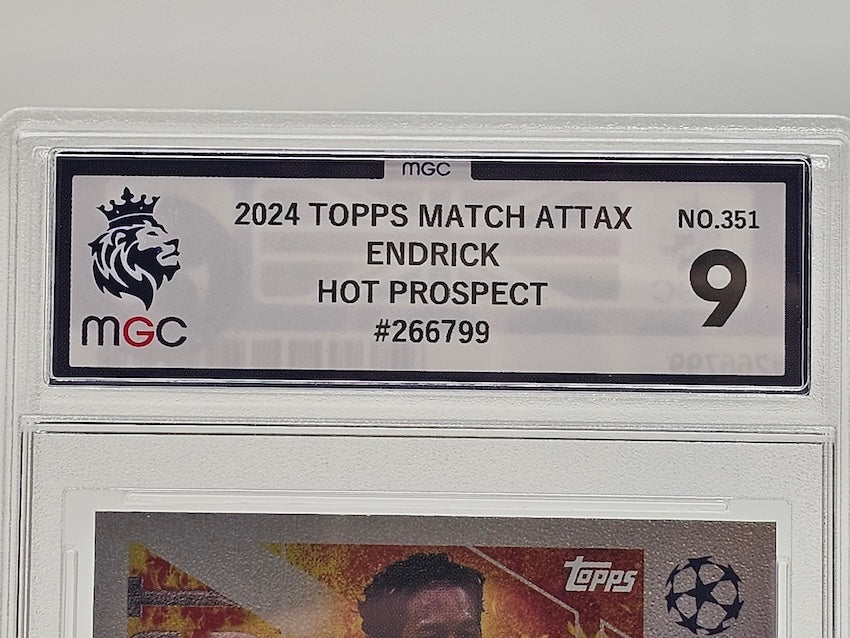 MGC
2024 TOPPS MATCH ATTAX
NO.351
ENDRICK
9
HOT PROSPECT
#266799
MGC
Topps